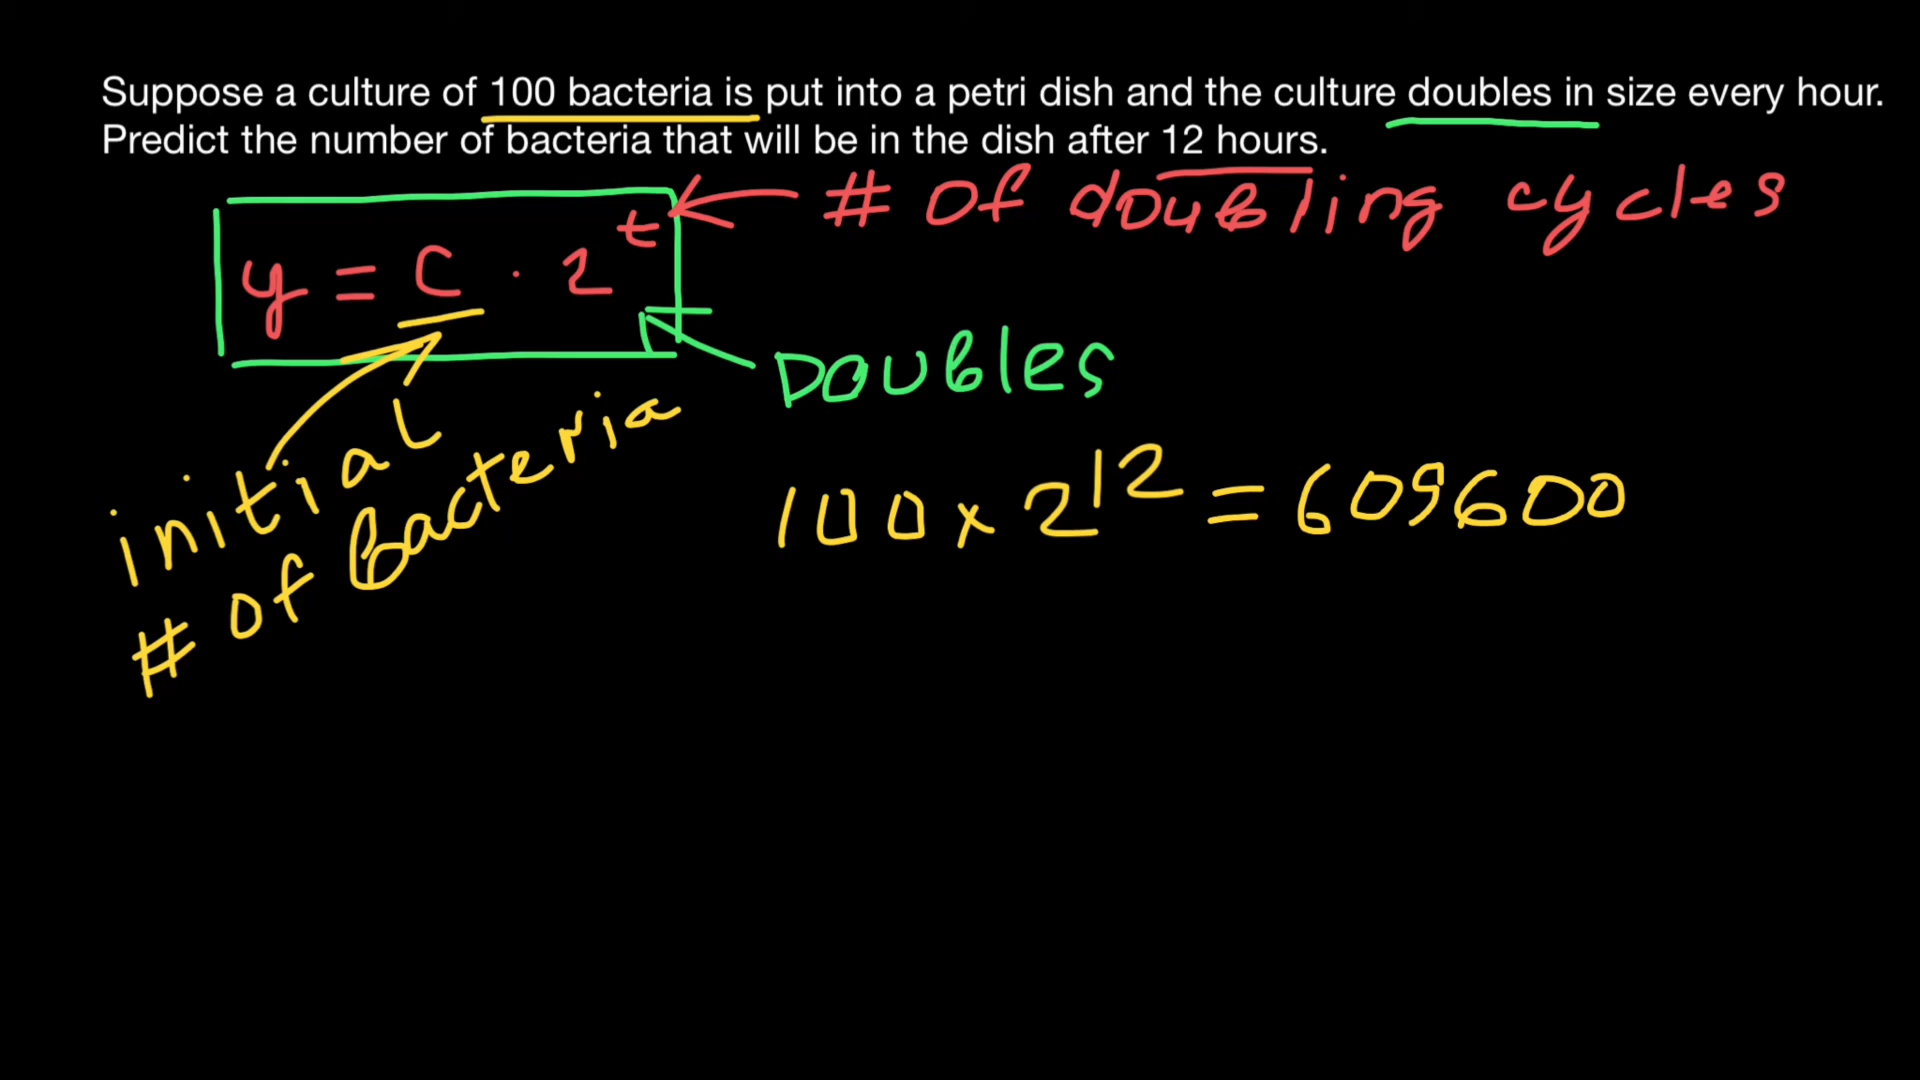 Suppose a culture of 100 bacteria is put into a petri dish and the culture doubles in size every hour.
Predict the number of bacteria that will be in the dish after 12 hours.
# of doubling cycles
y = C · 2^t
Doubles
initial
# of Bacteria
100 x 2^12 = 609600